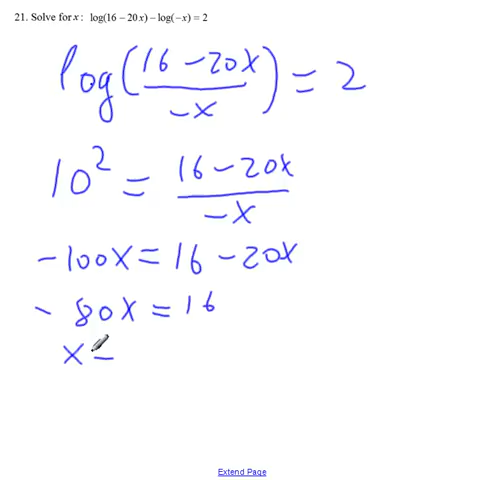 21. Solve for x : log(16 − 20x) − log(−x) = 2
log((16 − 20x)/(−x)) = 2
10² = (16 − 20x)/(−x)
−100x = 16 − 20x
−80x = 16
x =
Extend Page